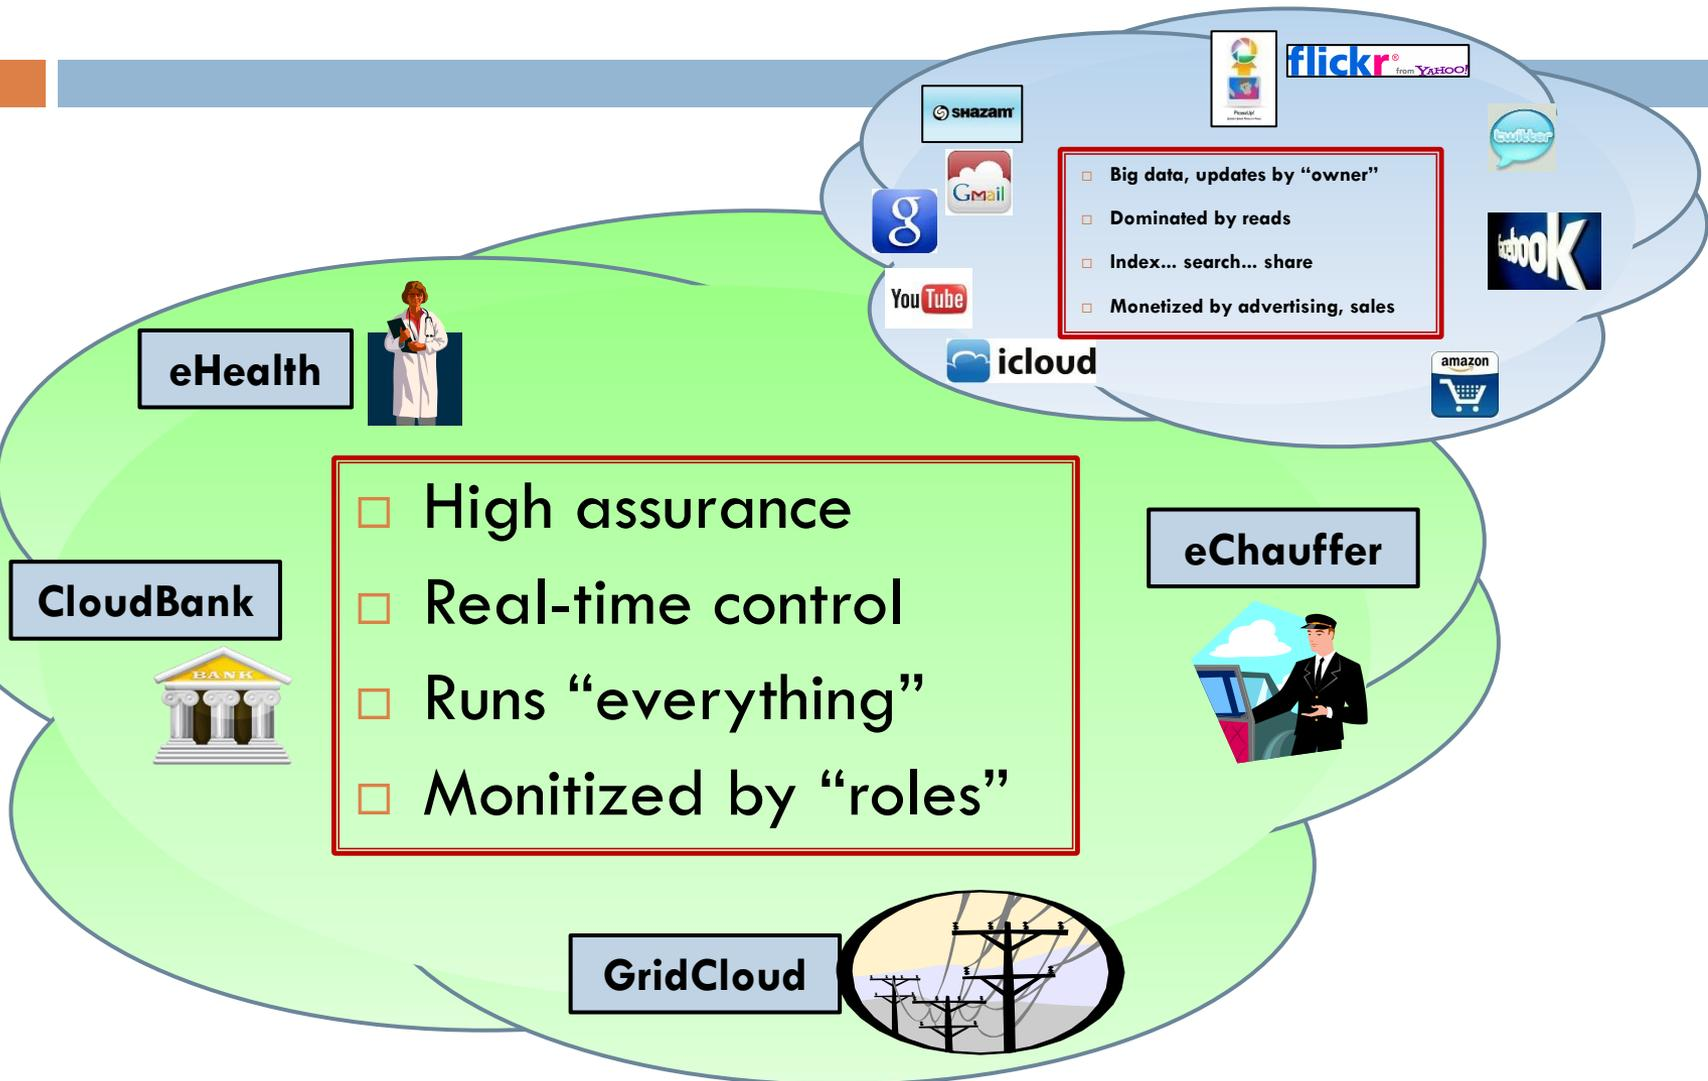 flickr® from YAHOO!
PicasaUp!
SHAZAM
twitter
Gmail
g
Big data, updates by “owner”
Dominated by reads
Index... search... share
Monetized by advertising, sales
facebook
YouTube
icloud
amazon
eHealth
High assurance
Real-time control
Runs “everything”
Monitized by “roles”
eChauffer
CloudBank
BANK
GridCloud